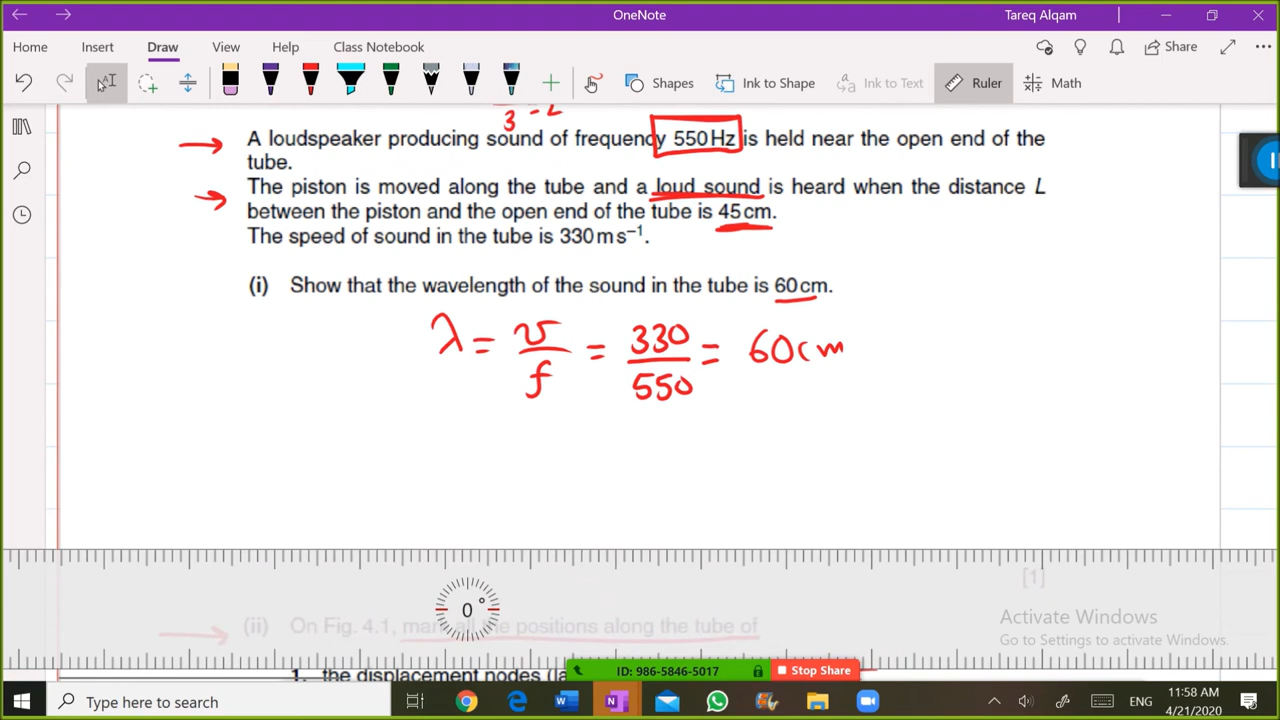 OneNote
Tareq Alqam
Home Insert Draw View Help Class Notebook
Share
Shapes Ink to Shape Ink to Text Ruler Math
3 = L
A loudspeaker producing sound of frequency 550 Hz is held near the open end of the
tube.
The piston is moved along the tube and a loud sound is heard when the distance L
between the piston and the open end of the tube is 45 cm.
The speed of sound in the tube is 330 m s⁻¹.
(i) Show that the wavelength of the sound in the tube is 60 cm.
λ = v/f = 330/550 = 60cm
[1]
0°
Activate Windows
(ii) On Fig. 4.1, mark all the positions along the tube of
Go to Settings to activate Windows.
1. the displacement nodes
ID: 986-5846-5017 Stop Share
Type here to search
ENG
11:58 AM
4/21/2020